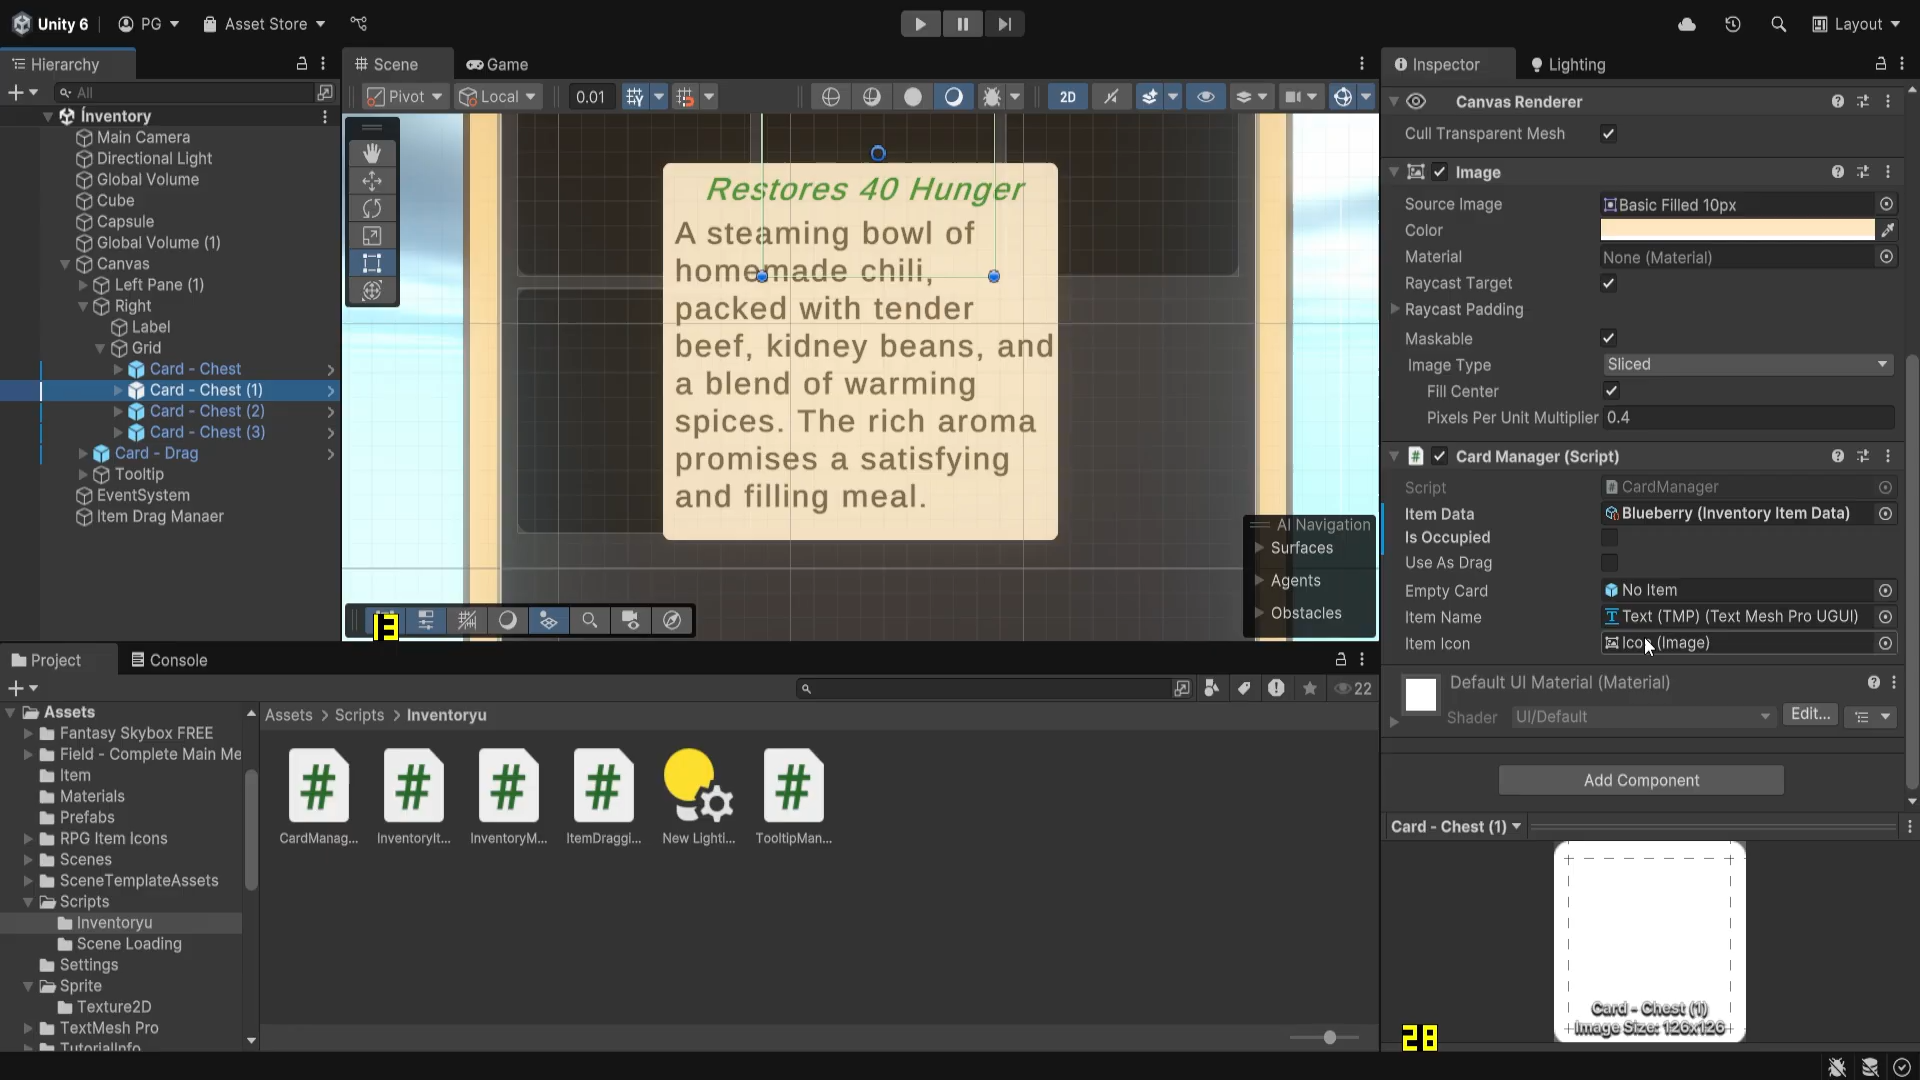 Unity 6
PG
Asset Store
Layout
Hierarchy
All
Inventory
Main Camera
Directional Light
Global Volume
Cube
Capsule
Global Volume (1)
Canvas
Left Pane (1)
Right
Label
Grid
Card - Chest
Card - Chest (1)
Card - Chest (2)
Card - Chest (3)
Card - Drag
Tooltip
EventSystem
Item Drag Manaer
Scene
Game
Pivot
Local
0.01
2D
Restores 40 Hunger
A steaming bowl of
homemade chili,
packed with tender
beef, kidney beans, and
a blend of warming
spices. The rich aroma
promises a satisfying
and filling meal.
AI Navigation
Surfaces
Agents
Obstacles
13
Inspector
Lighting
Canvas Renderer
Cull Transparent Mesh
Image
Source Image
Basic Filled 10px
Color
Material
None (Material)
Raycast Target
Raycast Padding
Maskable
Image Type
Sliced
Fill Center
Pixels Per Unit Multiplier
0.4
Card Manager (Script)
Script
CardManager
Item Data
Blueberry (Inventory Item Data)
Is Occupied
Use As Drag
Empty Card
No Item
Item Name
Text (TMP) (Text Mesh Pro UGUI)
Item Icon
Icon (Image)
Default UI Material (Material)
Shader
UI/Default
Edit...
Add Component
Card - Chest (1)
Card - Chest (1)
Image Size: 126x126
28
Project
Console
22
Assets
Fantasy Skybox FREE
Field - Complete Main Me
Item
Materials
Prefabs
RPG Item Icons
Scenes
SceneTemplateAssets
Scripts
Inventoryu
Scene Loading
Settings
Sprite
Texture2D
TextMesh Pro
TutorialInfo
Assets > Scripts > Inventoryu
CardManag...
InventoryIt...
InventoryM...
ItemDraggi...
New Lighti...
TooltipMan...